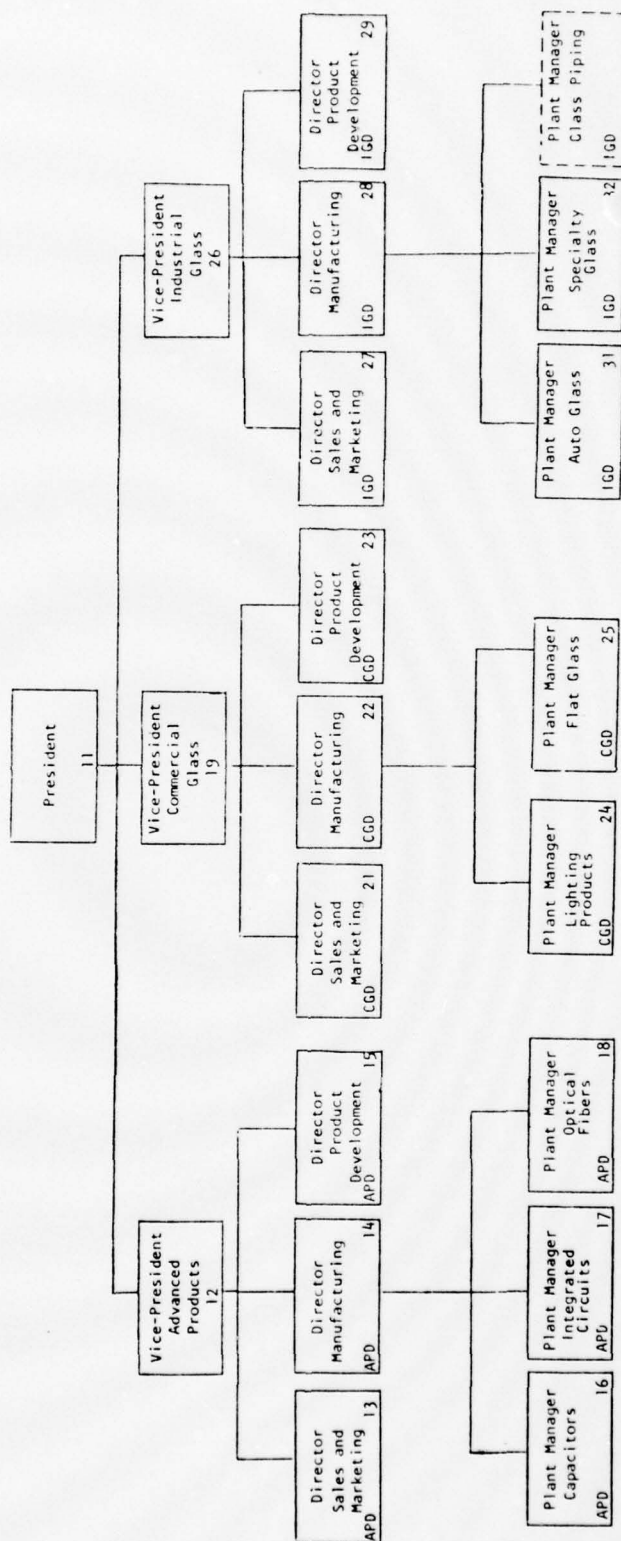 President
11
Vice-President
Advanced
Products
12
Vice-President
Commercial
Glass
19
Vice-President
Industrial
Glass
26
Director
Sales and
Marketing
APD 13
Director
Manufacturing
APD 14
Director
Product
Development
APD 15
Director
Sales and
Marketing
CGD 21
Director
Manufacturing
CGD 22
Director
Product
Development
CGD 23
Director
Sales and
Marketing
IGD 27
Director
Manufacturing
IGD 28
Director
Product
Development
IGD 29
Plant Manager
Capacitors
APD 16
Plant Manager
Integrated
Circuits
APD 17
Plant Manager
Optical
Fibers
APD 18
Plant Manager
Lighting
Products
CGD 24
Plant Manager
Flat Glass
CGD 25
Plant Manager
Auto Glass
IGD 31
Plant Manager
Specialty
Glass
IGD 32
Plant Manager
Glass Piping
IGD